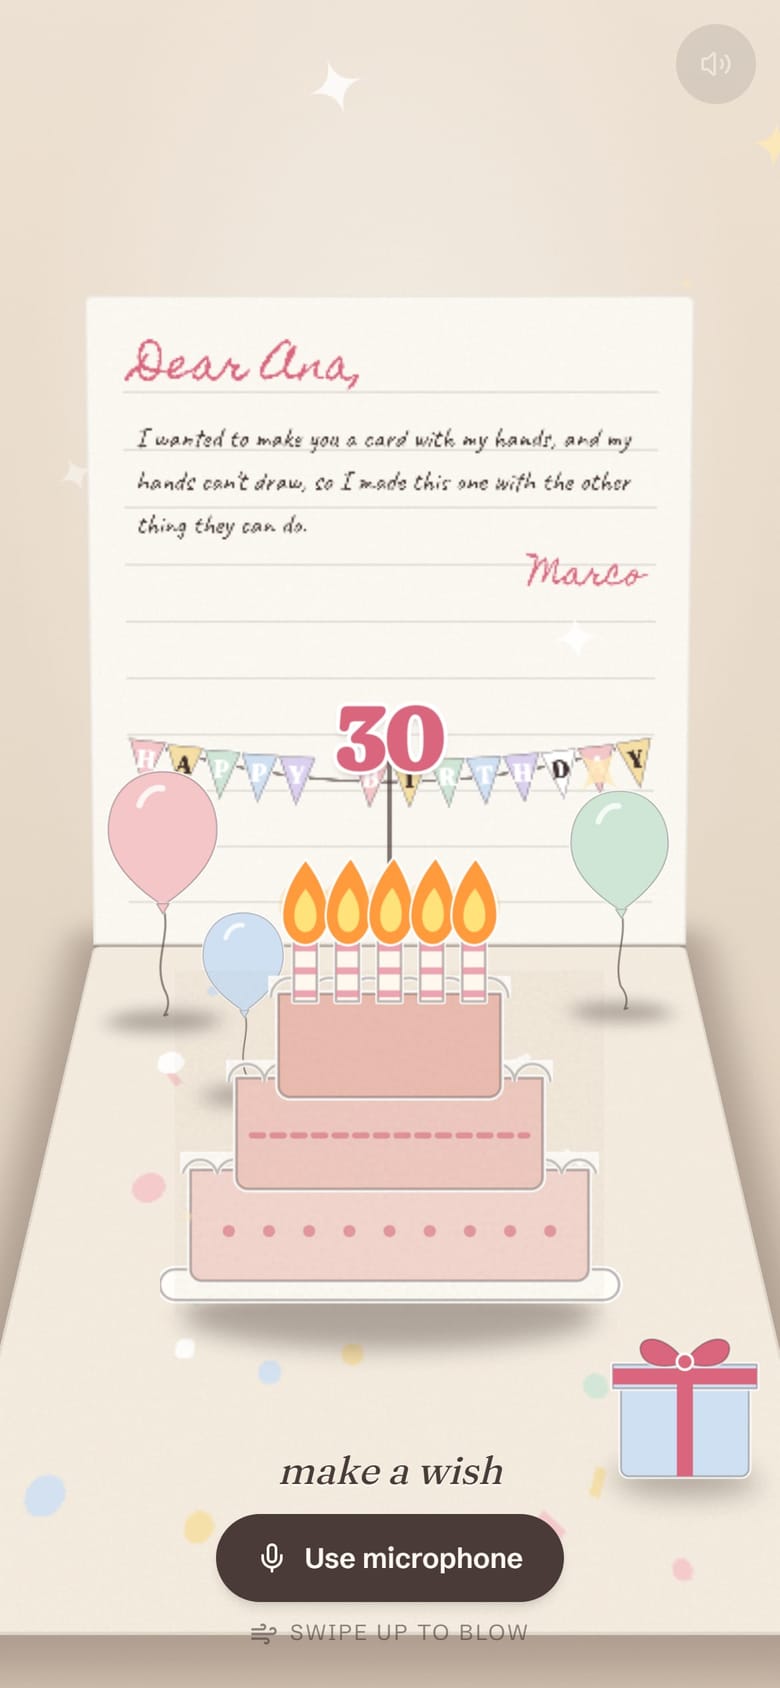 Dear Ana,
I wanted to make you a card with my hands, and my
hands can't draw, so I made this one with the other
thing they can do.
Marco
30
HAPPY BIRTHDAY
make a wish
Use microphone
SWIPE UP TO BLOW